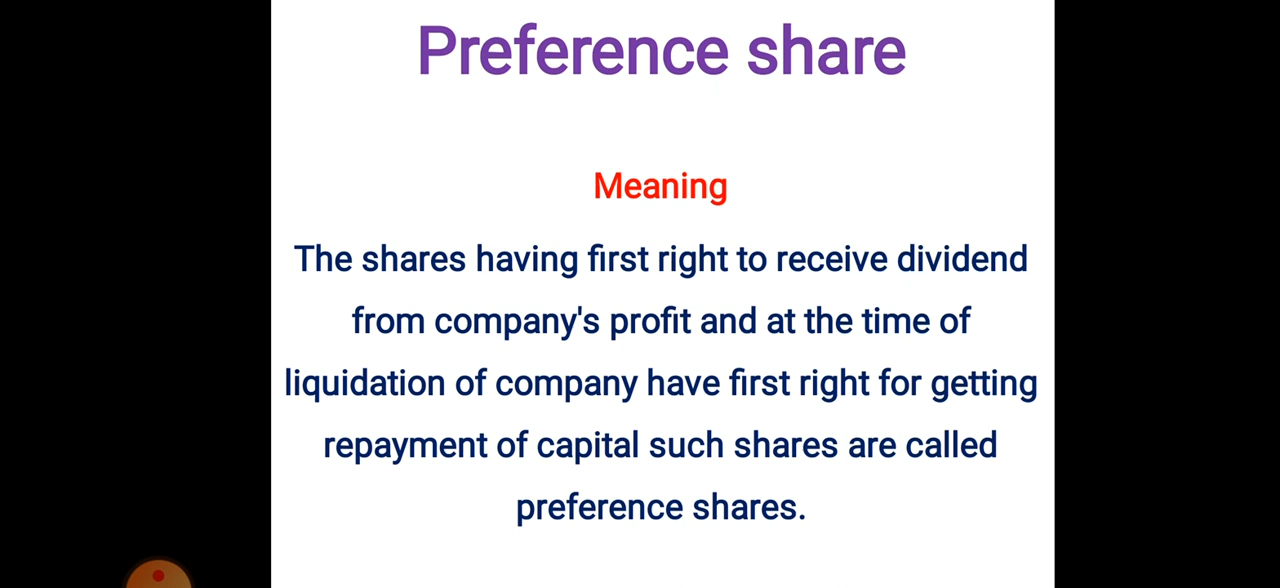 Preference share
Meaning
The shares having first right to receive dividend
from company's profit and at the time of
liquidation of company have first right for getting
repayment of capital such shares are called
preference shares.